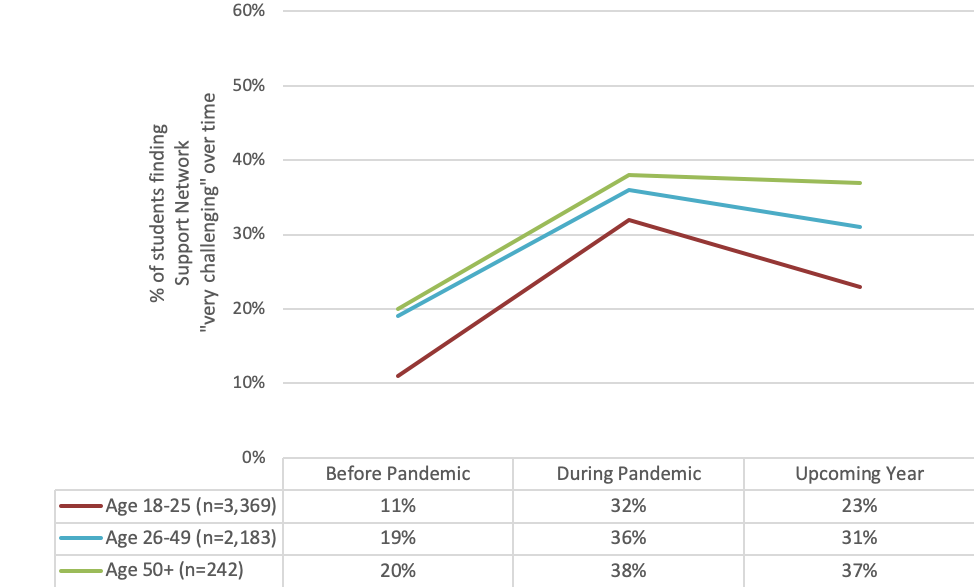 60%
50%
40%
30%
20%
10%
0%
% of students finding
Support Network
"very challenging" over time
Before Pandemic During Pandemic Upcoming Year
Age 18-25 (n=3,369) 11% 32% 23%
Age 26-49 (n=2,183) 19% 36% 31%
Age 50+ (n=242) 20% 38% 37%